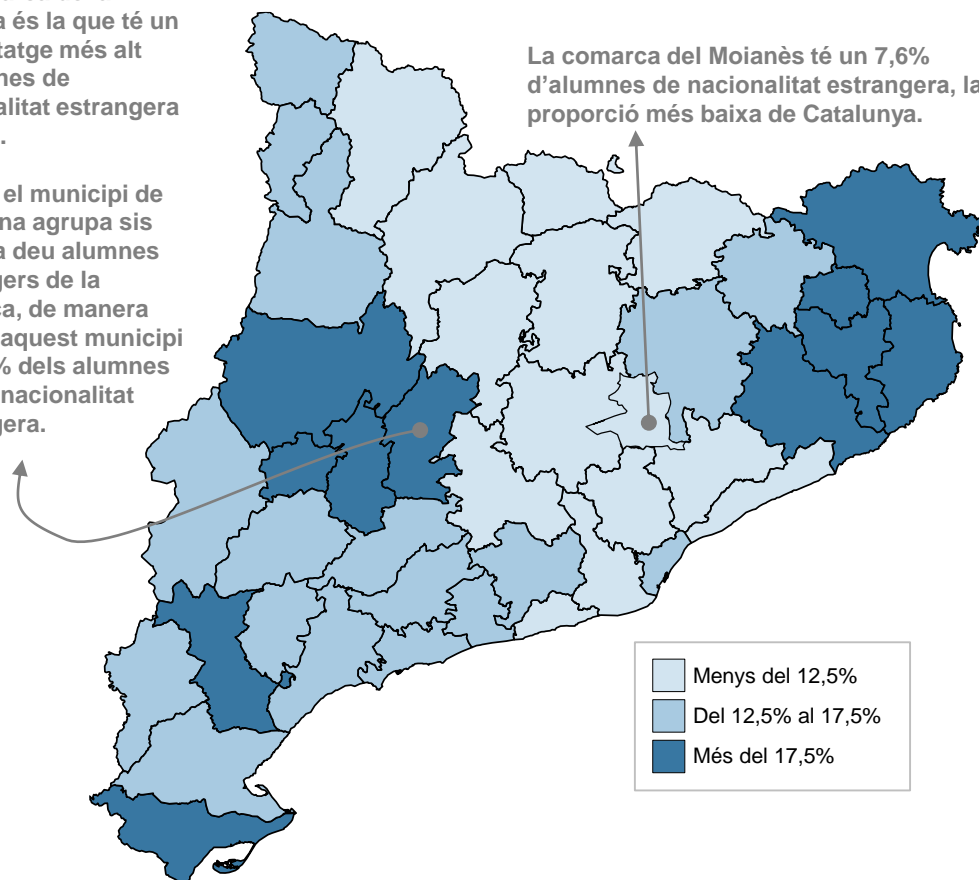 a és la que té un
tatge més alt
nes de
alitat estrangera
.
el municipi de
na agrupa sis
a deu alumnes
gers de la
ca, de manera
aquest municipi
% dels alumnes
nacionalitat
gera.
La comarca del Moianès té un 7,6%
d’alumnes de nacionalitat estrangera, la
proporció més baixa de Catalunya.
Menys del 12,5%
Del 12,5% al 17,5%
Més del 17,5%